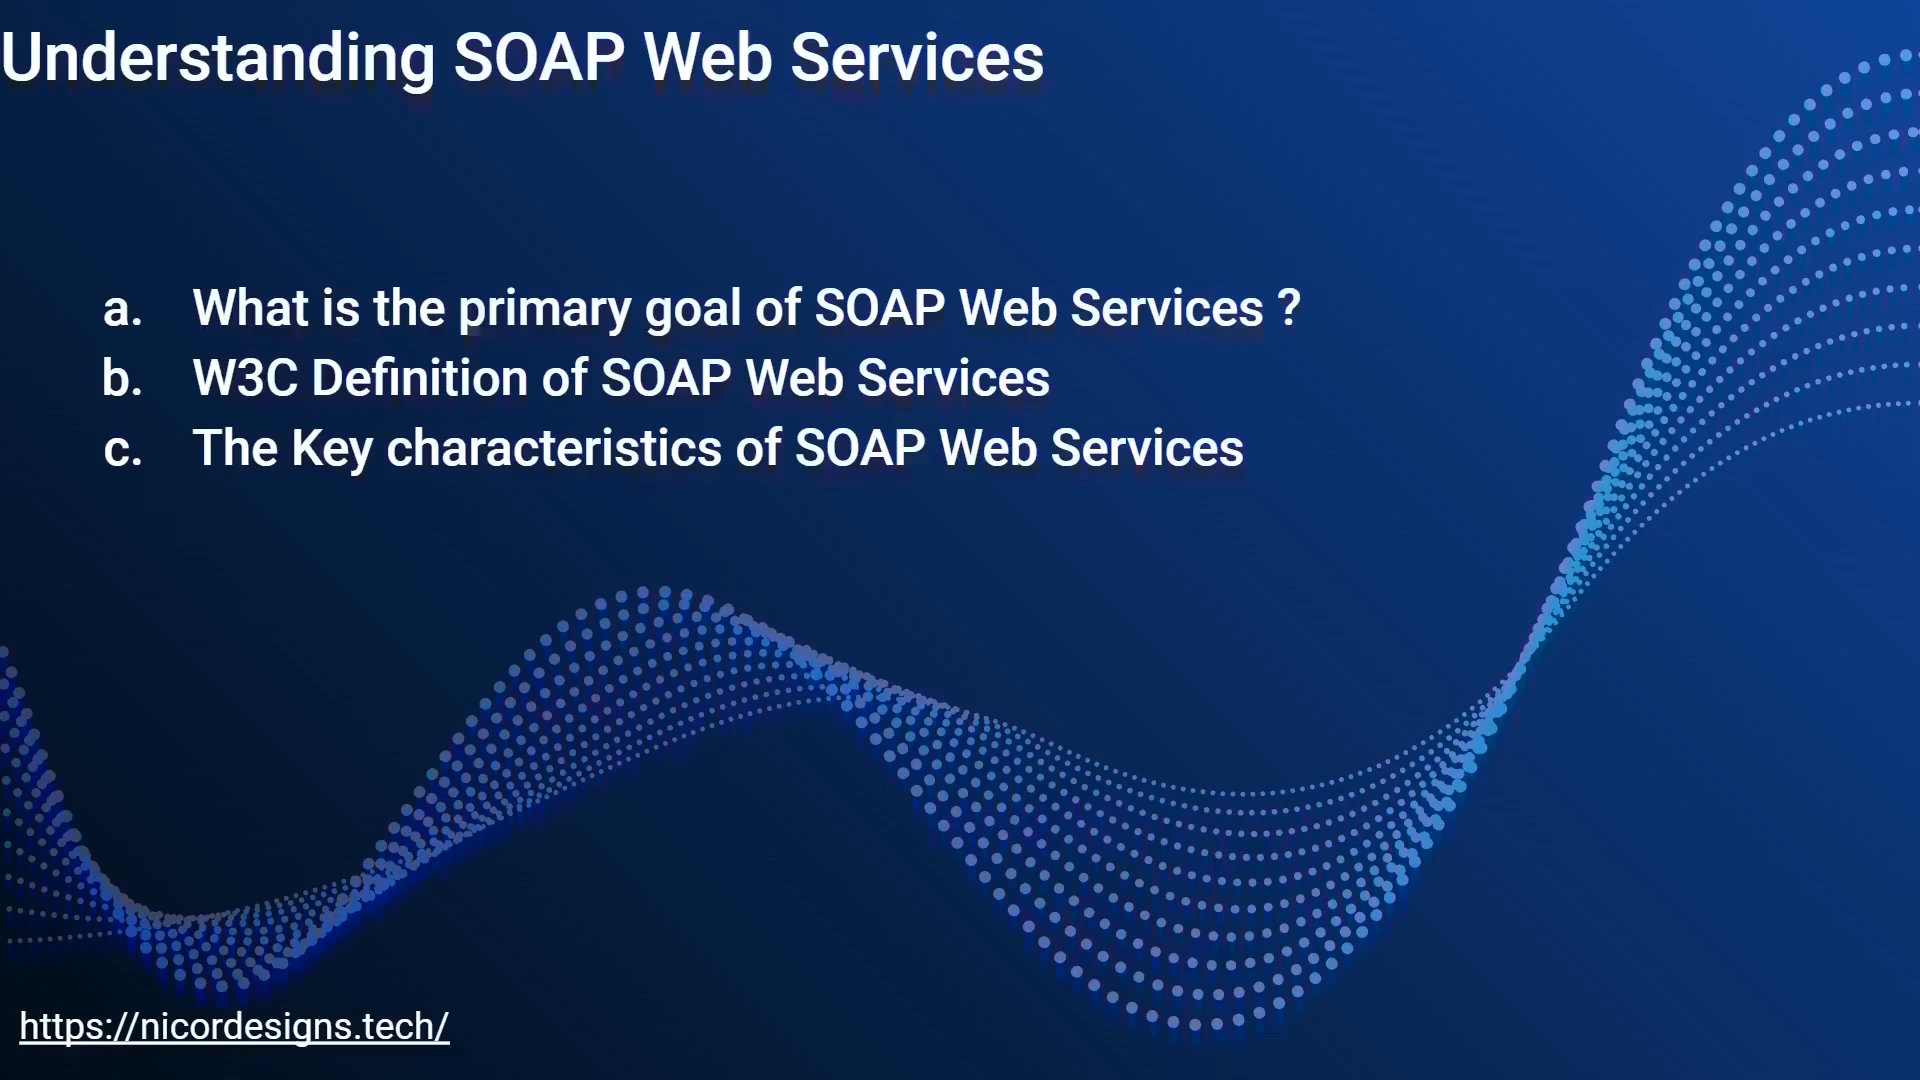 Understanding SOAP Web Services
a. What is the primary goal of SOAP Web Services ?
b. W3C Definition of SOAP Web Services
c. The Key characteristics of SOAP Web Services
https://nicordesigns.tech/